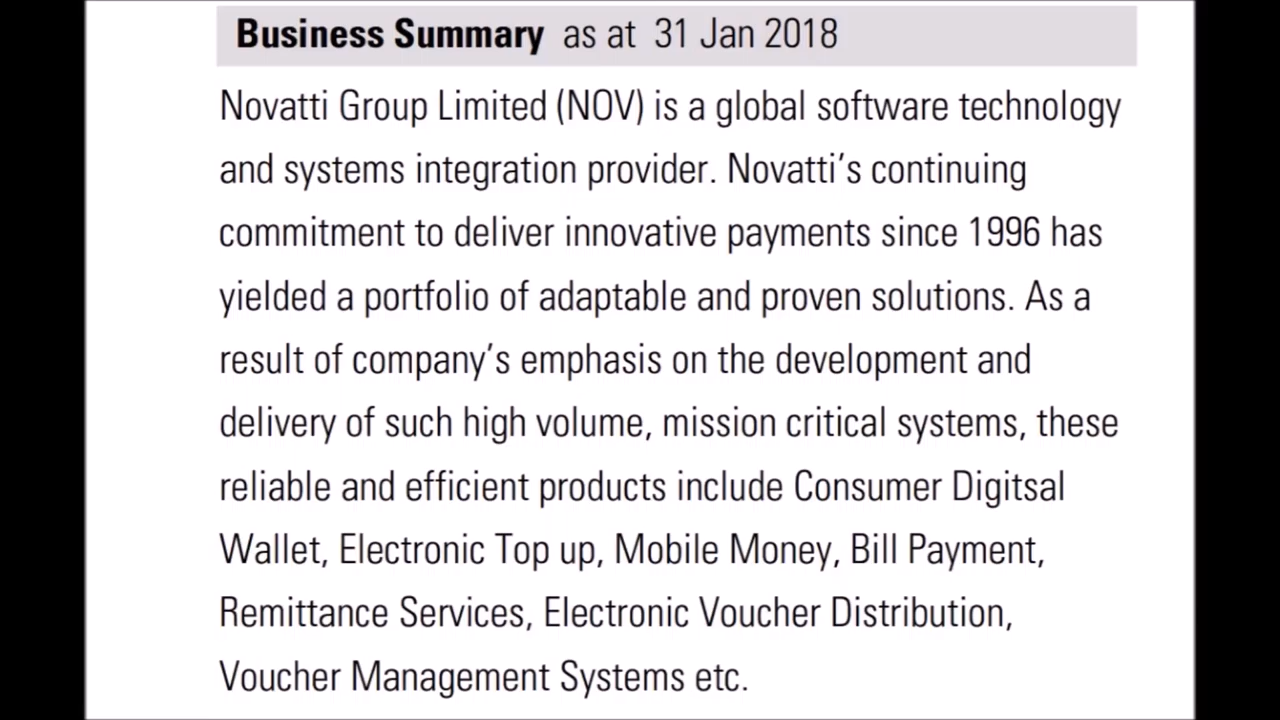 Business Summary as at 31 Jan 2018
Novatti Group Limited (NOV) is a global software technology
and systems integration provider. Novatti’s continuing
commitment to deliver innovative payments since 1996 has
yielded a portfolio of adaptable and proven solutions. As a
result of company’s emphasis on the development and
delivery of such high volume, mission critical systems, these
reliable and efficient products include Consumer Digitsal
Wallet, Electronic Top up, Mobile Money, Bill Payment,
Remittance Services, Electronic Voucher Distribution,
Voucher Management Systems etc.